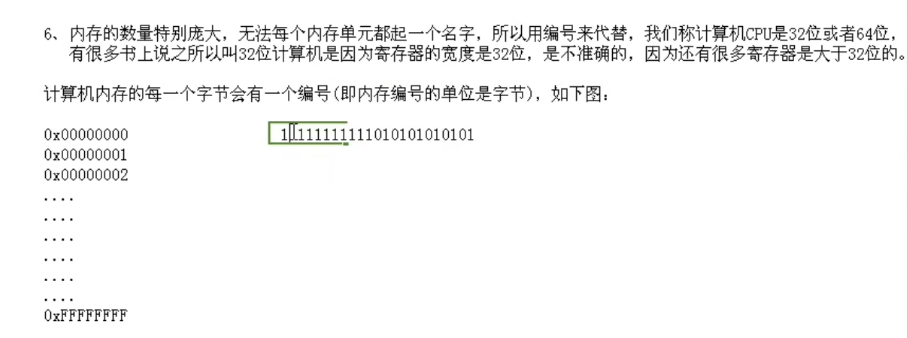 6、内存的数量特别庞大，无法每个内存单元都起一个名字，所以用编号来代替，我们称计算机CPU是32位或者64位，
有很多书上说之所以叫32位计算机是因为寄存器的宽度是32位，是不准确的，因为还有很多寄存器是大于32位的。
计算机内存的每一个字节会有一个编号(即内存编号的单位是字节)，如下图：
0x00000000
0x00000001
0x00000002
....
....
....
....
....
....
0xFFFFFFFF